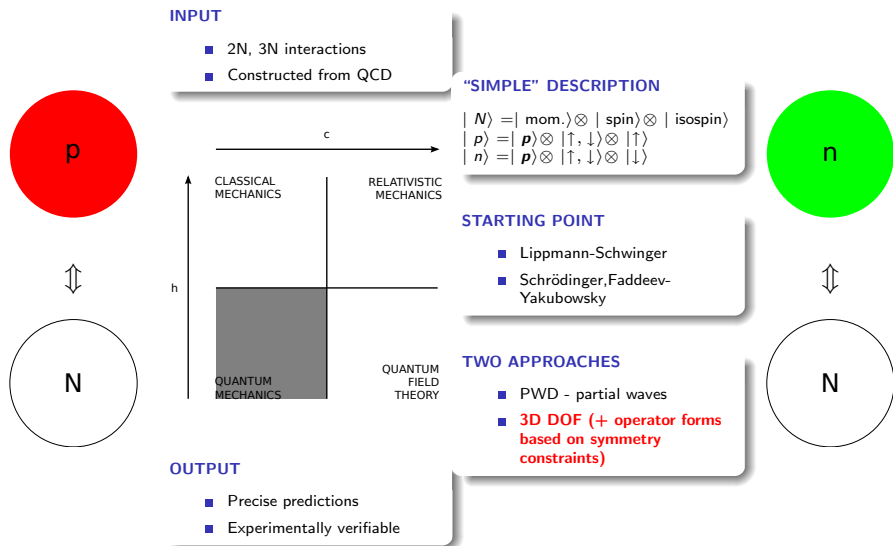 INPUT
2N, 3N interactions
Constructed from QCD
p
N
c
h
CLASSICAL
MECHANICS
RELATIVISTIC
MECHANICS
QUANTUM
MECHANICS
QUANTUM
FIELD
THEORY
OUTPUT
Precise predictions
Experimentally verifiable
“SIMPLE” DESCRIPTION
| N⟩ =| mom.⟩⊗ | spin⟩⊗ | isospin⟩
| p⟩ =| p⟩⊗ |↑, ↓⟩⊗ |↑⟩
| n⟩ =| p⟩⊗ |↑, ↓⟩⊗ |↓⟩
STARTING POINT
Lippmann-Schwinger
Schrödinger,Faddeev-
Yakubowsky
TWO APPROACHES
PWD - partial waves
3D DOF (+ operator forms
based on symmetry
constraints)
n
N